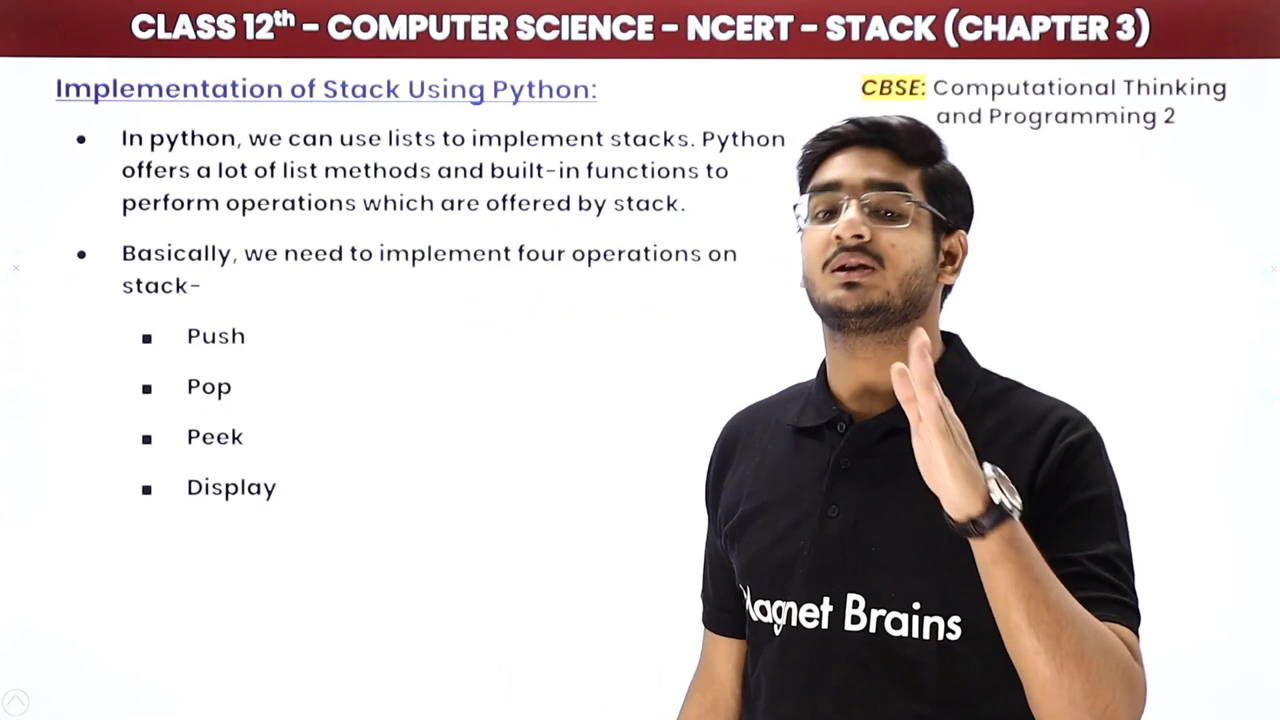 CLASS 12th – COMPUTER SCIENCE – NCERT – STACK (CHAPTER 3)
Implementation of Stack Using Python:
CBSE: Computational Thinking
and Programming 2
• In python, we can use lists to implement stacks. Python
offers a lot of list methods and built-in functions to
perform operations which are offered by stack.
• Basically, we need to implement four operations on
stack-
▪ Push
▪ Pop
▪ Peek
▪ Display
Magnet Brains